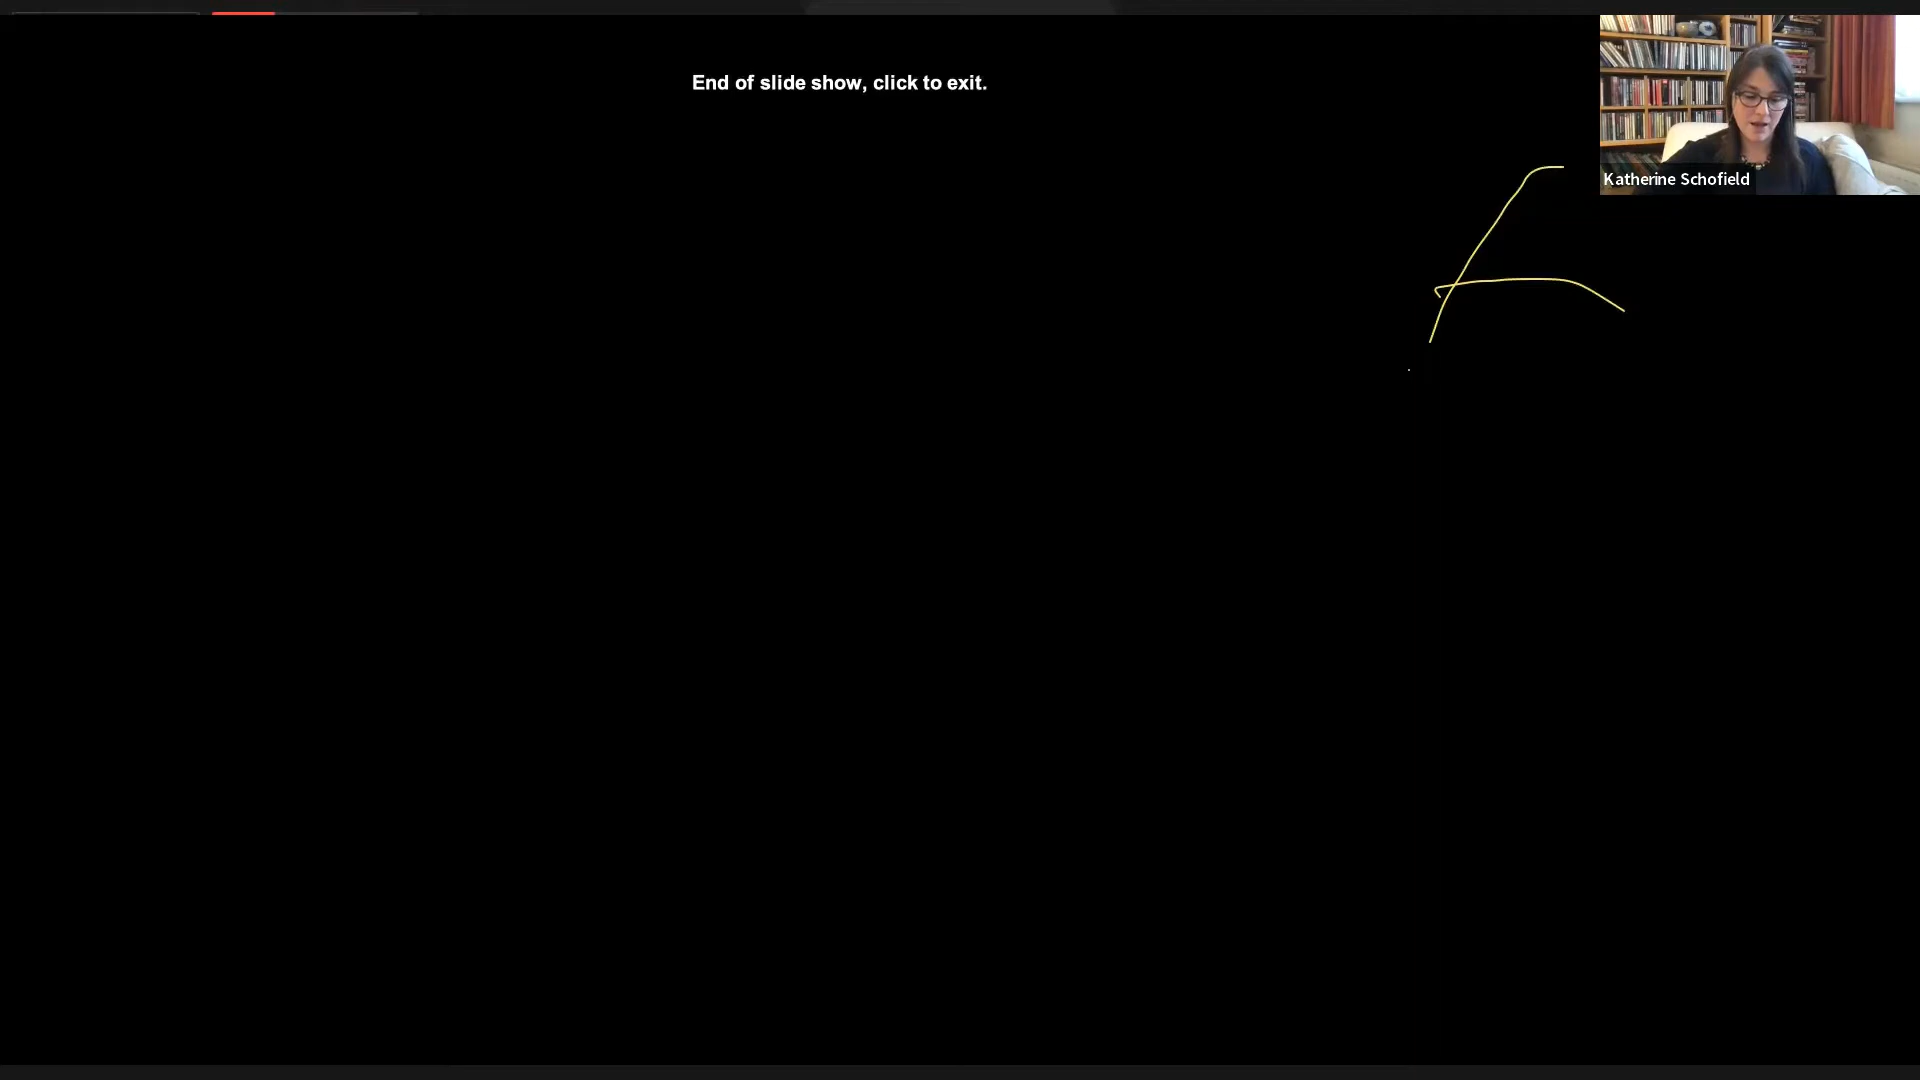 End of slide show, click to exit.
Katherine Schofield